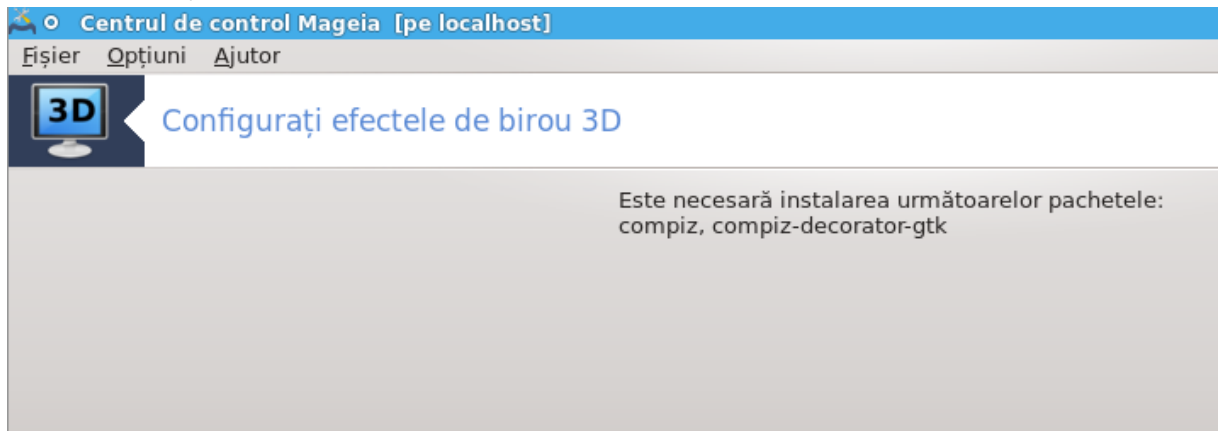 Centrul de control Mageia [pe localhost]
Fișier Opțiuni Ajutor
3D
Configurați efectele de birou 3D
Este necesară instalarea următoarelor pachetele:
compiz, compiz-decorator-gtk